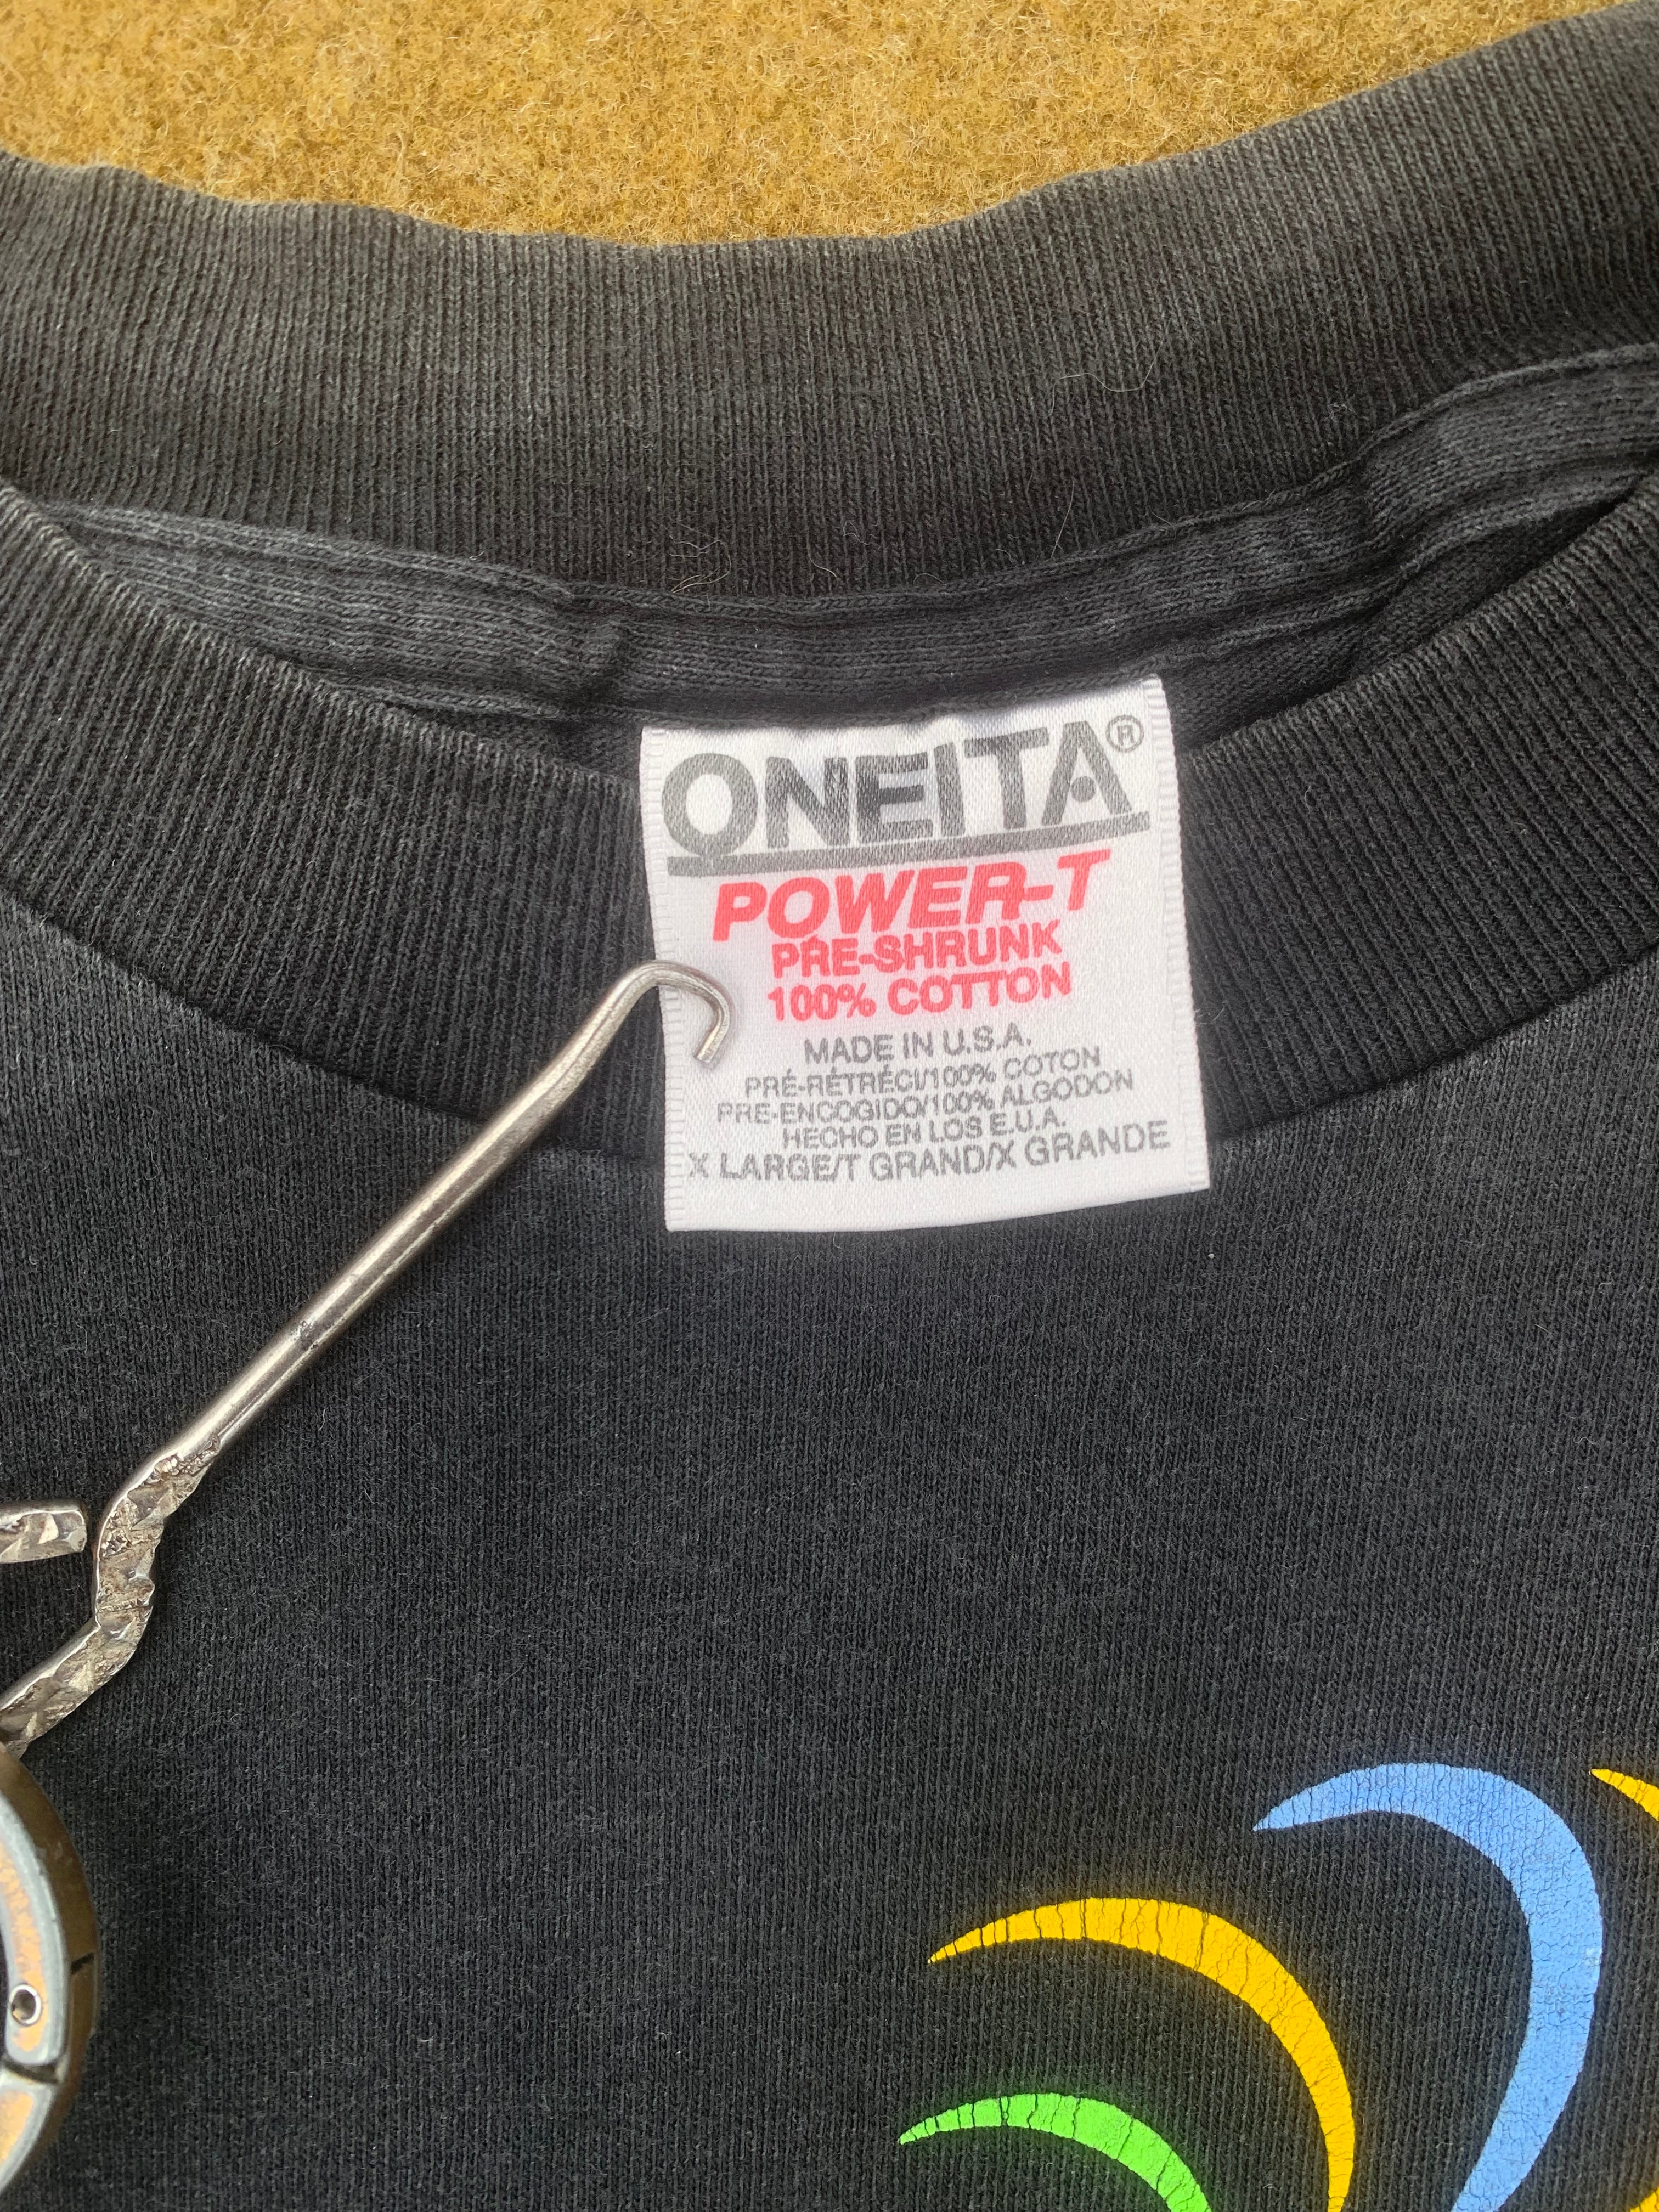 ONEITA®
POWER-T
PRE-SHRUNK
100% COTTON
MADE IN U.S.A.
PRÉ-RÉTRÉCI/100% COTON
PRE-ENCOGIDO/100% ALGODON
HECHO EN LOS E.U.A.
X LARGE/T GRAND/X GRANDE